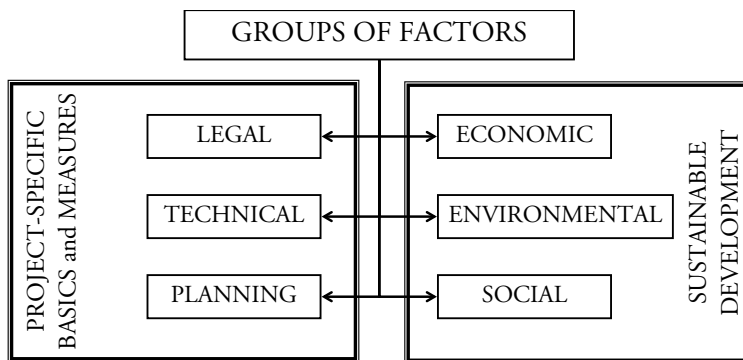 GROUPS OF FACTORS
PROJECT-SPECIFIC
BASICS and MEASURES
LEGAL
TECHNICAL
PLANNING
ECONOMIC
ENVIRONMENTAL
SOCIAL
SUSTAINABLE
DEVELOPMENT